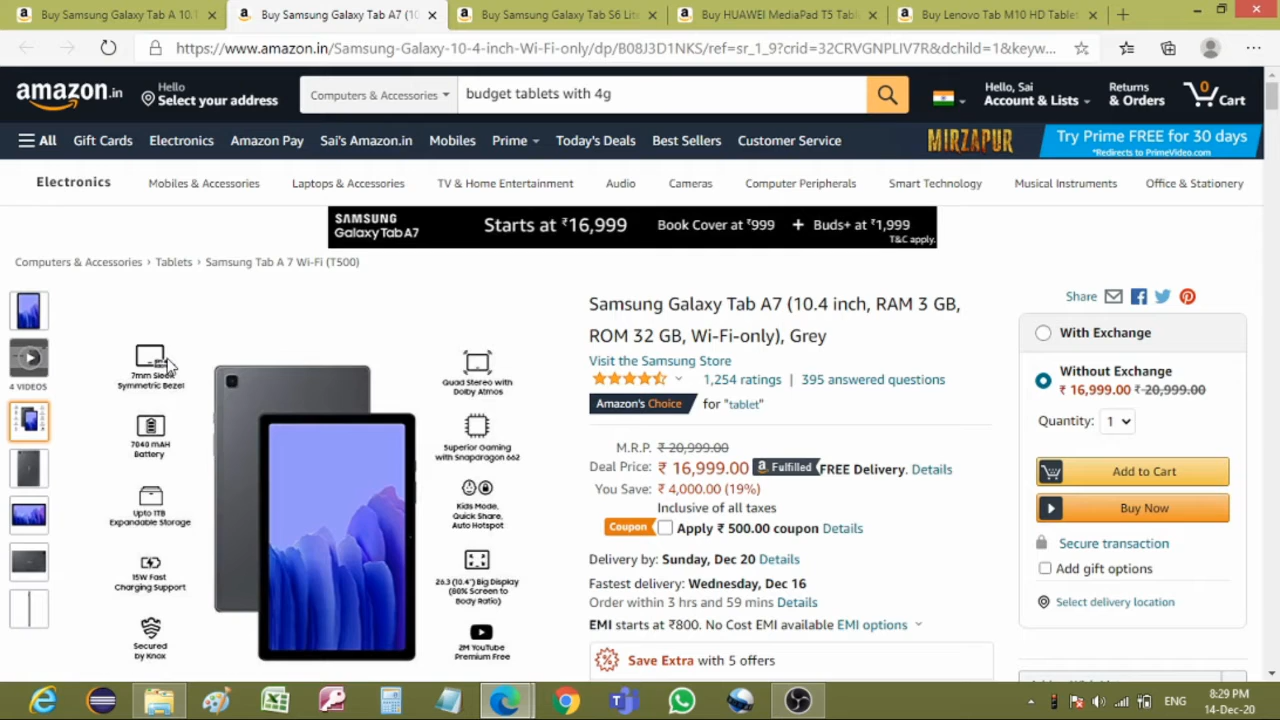 Buy Samsung Galaxy Tab A 10.
Buy Samsung Galaxy Tab A7 (10
Buy Samsung Galaxy Tab S6 Lite
Buy HUAWEI MediaPad T5 Table
Buy Lenovo Tab M10 HD Tablet
https://www.amazon.in/Samsung-Galaxy-10-4-inch-Wi-Fi-only/dp/B08J3D1NKS/ref=sr_1_9?crid=32CRVGNPLIV7R&dchild=1&keyw...
amazon.in
Hello
Select your address
Computers & Accessories
budget tablets with 4g
Hello, Sai
Account & Lists
Returns
& Orders
0
Cart
All
Gift Cards
Electronics
Amazon Pay
Sai's Amazon.in
Mobiles
Prime
Today's Deals
Best Sellers
Customer Service
MIRZAPUR
Try Prime FREE for 30 days
*Redirects to PrimeVideo.com
Electronics
Mobiles & Accessories
Laptops & Accessories
TV & Home Entertainment
Audio
Cameras
Computer Peripherals
Smart Technology
Musical Instruments
Office & Stationery
SAMSUNG
Galaxy Tab A7
Starts at ₹16,999
Book Cover at ₹999 + Buds+ at ₹1,999
T&C apply.
Computers & Accessories › Tablets › Samsung Tab A 7 Wi-Fi (T500)
4 VIDEOS
7mm Sleek
Symmetric Bezel
7040 mAH
Battery
Upto 1TB
Expandable Storage
15W Fast
Charging Support
Secured
by Knox
Quad Stereo with
Dolby Atmos
Superior Gaming
with Snapdragon 662
Kids Mode,
Quick Share,
Auto Hotspot
26.3 (10.4") Big Display
(80% Screen to
Body Ratio)
2M YouTube
Premium Free
Samsung Galaxy Tab A7 (10.4 inch, RAM 3 GB,
ROM 32 GB, Wi-Fi-only), Grey
Visit the Samsung Store
1,254 ratings | 395 answered questions
Amazon's Choice for "tablet"
M.R.P.: ₹ 20,999.00
Deal Price: ₹ 16,999.00 a Fulfilled FREE Delivery. Details
You Save: ₹ 4,000.00 (19%)
Inclusive of all taxes
Coupon Apply ₹ 500.00 coupon Details
Delivery by: Sunday, Dec 20 Details
Fastest delivery: Wednesday, Dec 16
Order within 3 hrs and 59 mins Details
EMI starts at ₹800. No Cost EMI available EMI options
Save Extra with 5 offers
Share
With Exchange
Without Exchange
₹ 16,999.00 ₹ 20,999.00
Quantity: 1
Add to Cart
Buy Now
Secure transaction
Add gift options
Select delivery location
ENG
8:29 PM
14-Dec-20